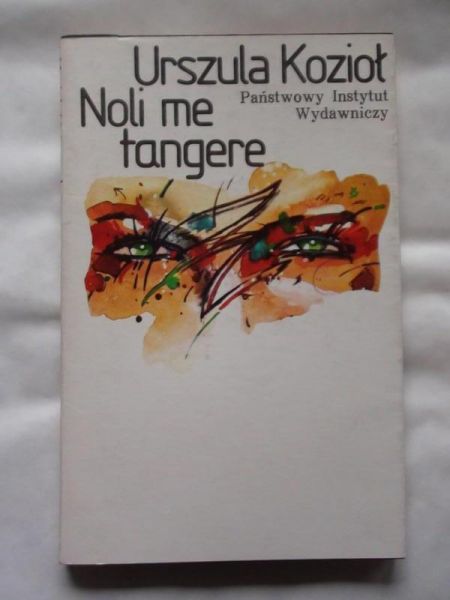 Urszula Kozioł
Noli me
tangere
Państwowy Instytut
Wydawniczy